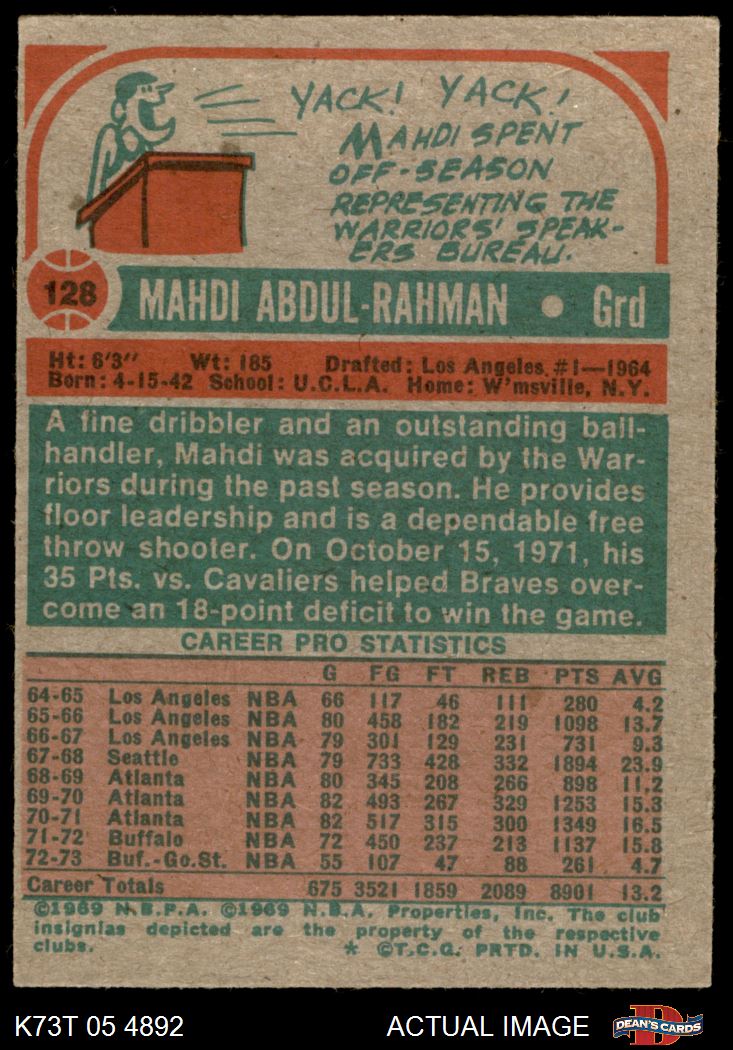 YACK! YACK!
MAHDI SPENT
OFF-SEASON
REPRESENTING THE
WARRIORS' SPEAK-
ERS BUREAU.
128 MAHDI ABDUL-RAHMAN • Grd
Ht: 6'3" Wt: 185 Drafted: Los Angeles #1—1964
Born: 4-15-42 School: U.C.L.A. Home: W'msville, N.Y.
A fine dribbler and an outstanding ball-
handler, Mahdi was acquired by the War-
riors during the past season. He provides
floor leadership and is a dependable free
throw shooter. On October 15, 1971, his
35 Pts. vs. Cavaliers helped Braves over-
come an 18-point deficit to win the game.
CAREER PRO STATISTICS
G FG FT REB PTS AVG
64-65 Los Angeles NBA 66 117 46 111 280 4.2
65-66 Los Angeles NBA 80 458 182 219 1098 13.7
66-67 Los Angeles NBA 79 301 129 231 731 9.3
67-68 Seattle NBA 79 733 428 332 1894 23.9
68-69 Atlanta NBA 80 345 208 266 898 11.2
69-70 Atlanta NBA 82 493 267 329 1253 15.3
70-71 Atlanta NBA 82 517 315 300 1349 16.5
71-72 Buffalo NBA 72 450 237 213 1137 15.8
72-73 Buf.-Go.St. NBA 55 107 47 88 261 4.7
Career Totals 675 3521 1859 2089 8901 13.2
©1969 N.B.P.A. ©1969 N.B.A. Properties, Inc. The club
insignias depicted are the property of the respective
clubs. * ©T.C.G. PRTD. IN U.S.A.
K73T 05 4892 ACTUAL IMAGE DEAN'S CARDS